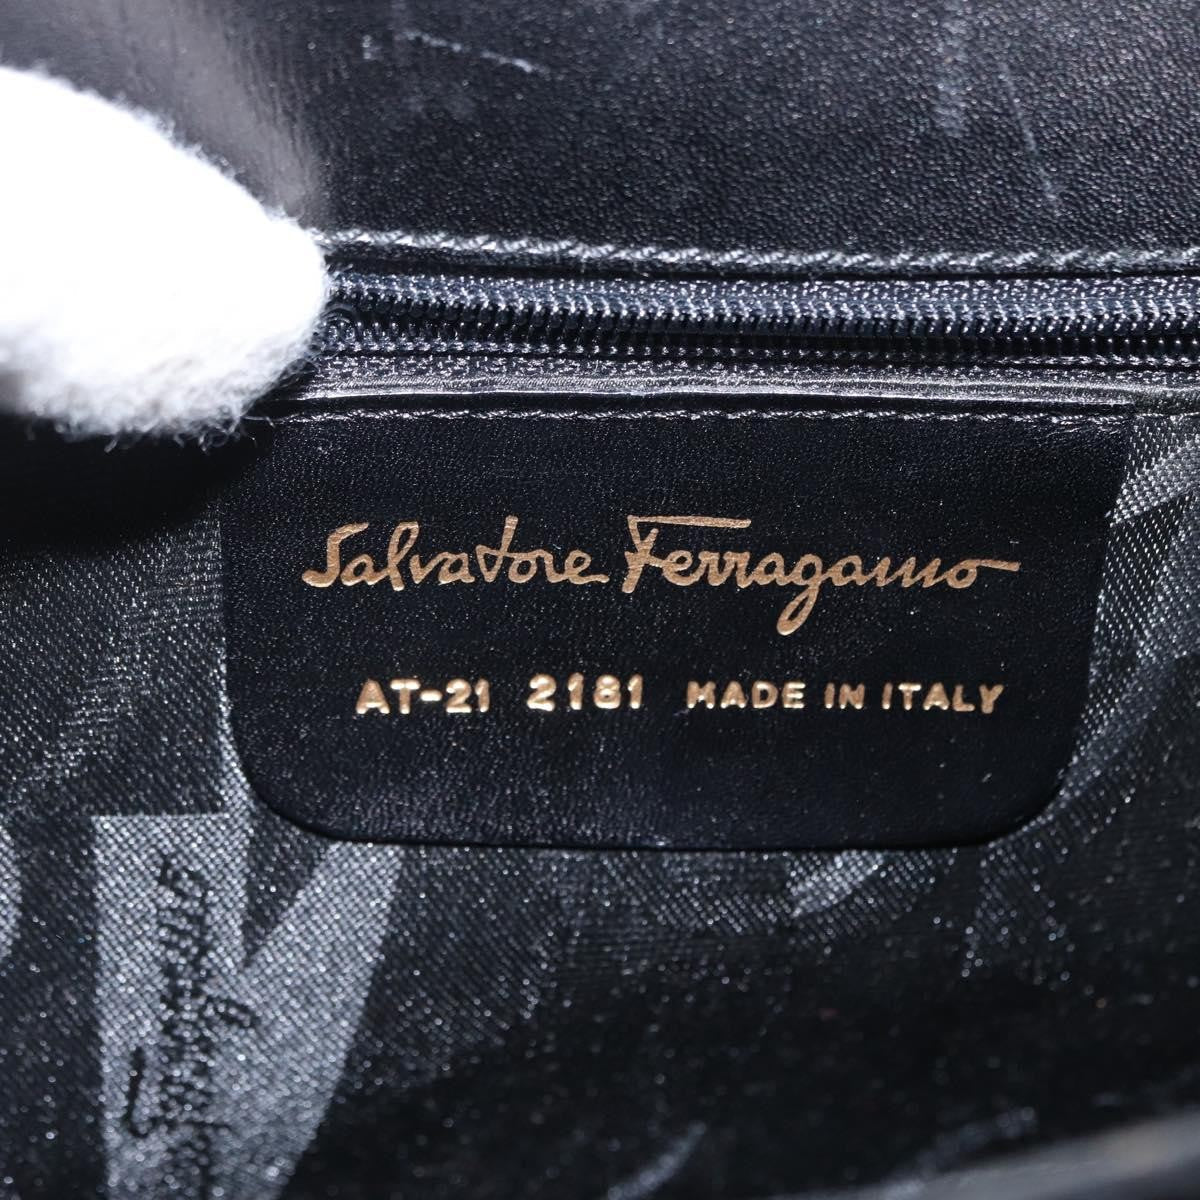 Salvatore Ferragamo
AT-21 2181 MADE IN ITALY